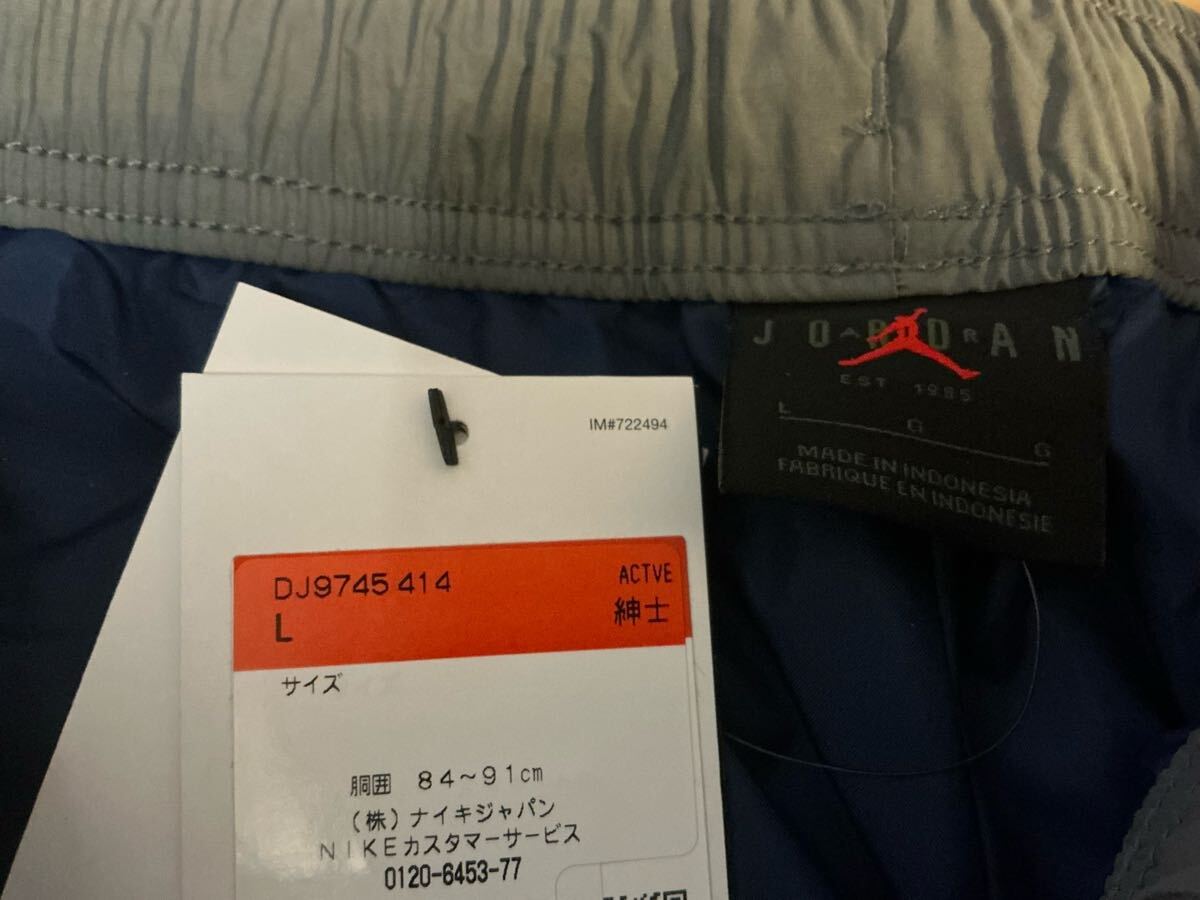 JORDAN
EST 1985
L
G
G
MADE IN INDONESIA
FABRIQUE EN INDONESIE
IM#722494
DJ9745 414
ACTVE
L
紳士
サイズ
胴囲 84～91cm
(株)ナイキジャパン
NIKEカスタマーサービス
0120-6453-77